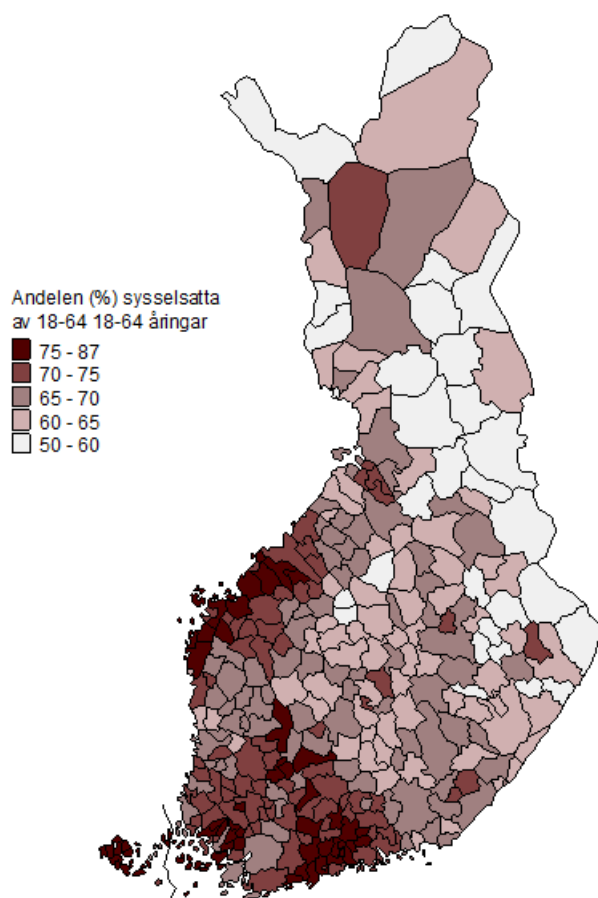 Andelen (%) sysselsatta
av 18-64 18-64 åringar
75 - 87
70 - 75
65 - 70
60 - 65
50 - 60